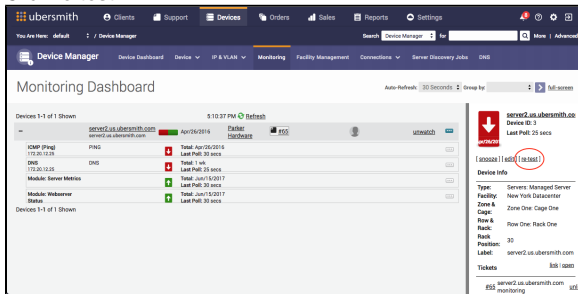 ubersmith Clients Support Devices Orders Sales Reports Settings
You Are Here: default / Device Manager Search Device Manager for More | Advanced
Device Manager Device Dashboard Device IP & VLAN Monitoring Facility Management Connections Server Discovery Jobs DNS
Monitoring Dashboard
Auto-Refresh: 30 Seconds Group by: full-screen
Devices 1-1 of 1 Shown 5:10:37 PM Refresh
server2.us.ubersmith.com
server2.us.ubersmith.com
Apr/26/2016
Parker Hardware
#65
unwatch
ICMP (Ping) PING Total: Apr/26/2016
172.20.12.25 Last Poll: 30 secs
DNS DNS Total: 1 wk
172.20.12.25 Last Poll: 25 secs
Module: Server Metrics Total: Jun/15/2017
Last Poll: 30 secs
Module: Webserver Status Total: Jun/15/2017
Last Poll: 30 secs
Devices 1-1 of 1 Shown
server2.us.ubersmith.co
Device ID: 3
Last Poll: 25 secs
[ snooze ] [ edit ] [ re-test ]
Device Info
Type: Servers: Managed Server
Facility: New York Datacenter
Zone & Cage: Zone One: Cage One
Row & Rack: Row One: Rack One
Rack Position: 30
Label: server2.us.ubersmith.com
Tickets link | open
#65 server2.us.ubersmith.com unl
monitoring